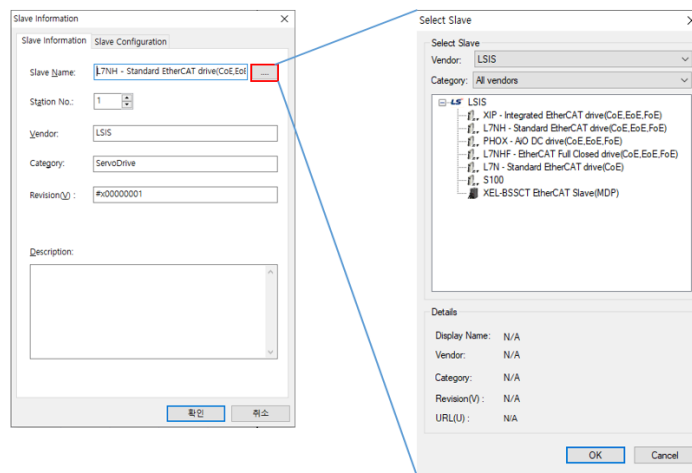 Slave Information
Slave Information Slave Configuration
Slave Name: L7NH - Standard EtherCAT drive(CoE,EoE ...
Station No.: 1
Vendor: LSIS
Category: ServoDrive
Revision(V) : #x00000001
Description:
확인 취소
Select Slave
Select Slave
Vendor: LSIS
Category: All vendors
LS LSIS
XIP - Integrated EtherCAT drive(CoE,EoE,FoE)
L7NH - Standard EtherCAT drive(CoE,EoE,FoE)
PHOX - AiO DC drive(CoE,EoE,FoE)
L7NHF - EtherCAT Full Closed drive(CoE,EoE,FoE)
L7N - Standard EtherCAT drive(CoE)
S100
XEL-BSSCT EtherCAT Slave(MDP)
Details
Display Name: N/A
Vendor: N/A
Category: N/A
Revision(V) : N/A
URL(U) : N/A
OK Cancel